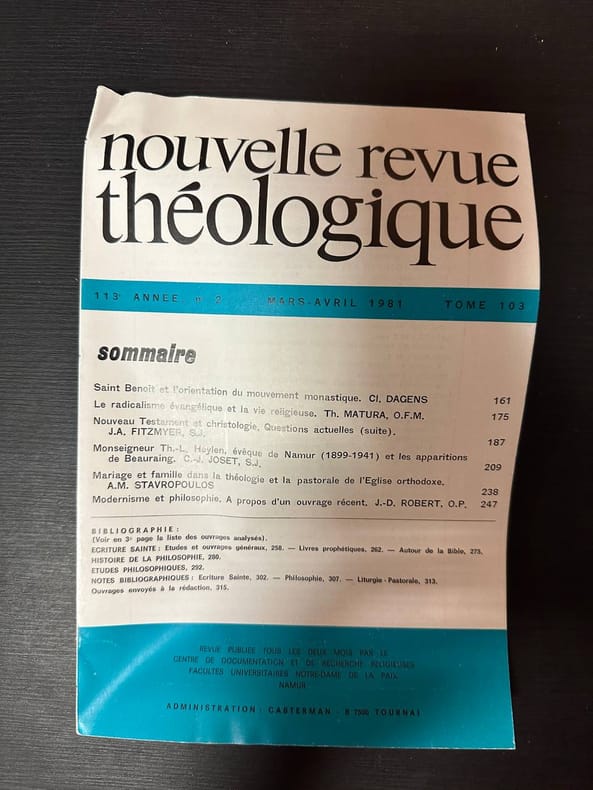 nouvelle revue
théologique
113e ANNEE n° 2 MARS-AVRIL 1981 TOME 103
sommaire
Saint Benoît et l'orientation du mouvement monastique. Cl. DAGENS 161
Le radicalisme évangélique et la vie religieuse. Th. MATURA, O.F.M. 175
Nouveau Testament et christologie, Questions actuelles (suite).
J.A. FITZMYER, S.J. 187
Monseigneur Th.-L. Heylen, évêque de Namur (1899-1941) et les apparitions
de Beauraing. C.-J. JOSET, S.J. 209
Mariage et famille dans la théologie et la pastorale de l'Eglise orthodoxe.
A.M. STAVROPOULOS 238
Modernisme et philosophie, A propos d'un ouvrage récent. J.-D. ROBERT, O.P. 247
BIBLIOGRAPHIE :
(Voir en 3e page la liste des ouvrages analysés).
ECRITURE SAINTE : Etudes et ouvrages généraux, 258. — Livres prophétiques, 262. — Autour de la Bible, 273.
HISTOIRE DE LA PHILOSOPHIE, 280.
ETUDES PHILOSOPHIQUES, 292.
NOTES BIBLIOGRAPHIQUES : Ecriture Sainte, 302. — Philosophie, 307. — Liturgie - Pastorale, 313.
Ouvrages envoyés à la rédaction, 315.
REVUE PUBLIEE TOUS LES DEUX MOIS PAR LE
CENTRE DE DOCUMENTATION ET DE RECHERCHE RELIGIEUSES
FACULTES UNIVERSITAIRES NOTRE-DAME DE LA PAIX
NAMUR
ADMINISTRATION : CASTERMAN - B 7500 TOURNAI